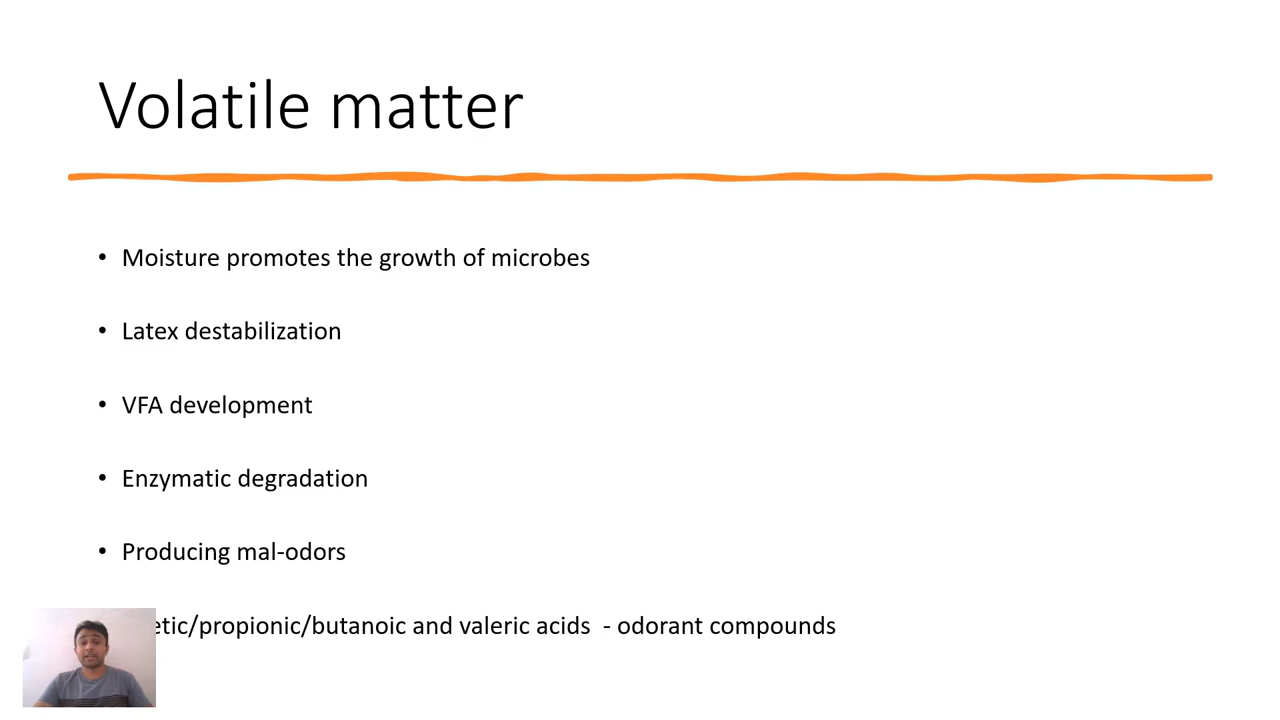 Volatile matter
• Moisture promotes the growth of microbes
• Latex destabilization
• VFA development
• Enzymatic degradation
• Producing mal-odors
etic/propionic/butanoic and valeric acids - odorant compounds